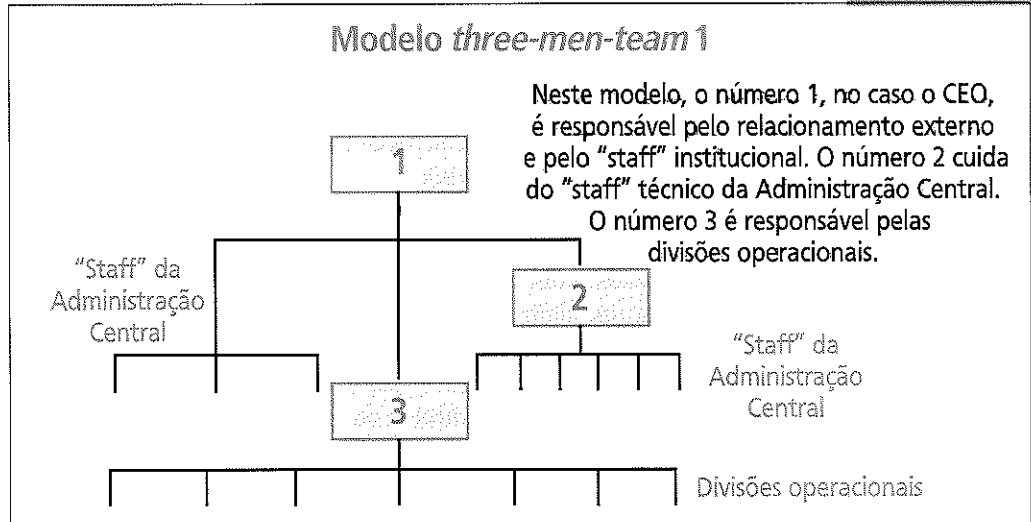 Modelo three-men-team 1
Neste modelo, o número 1, no caso o CEO,
é responsável pelo relacionamento externo
e pelo “staff” institucional. O número 2 cuida
do “staff” técnico da Administração Central.
O número 3 é responsável pelas
divisões operacionais.
1
“Staff” da
Administração
Central
2
“Staff” da
Administração
Central
3
Divisões operacionais